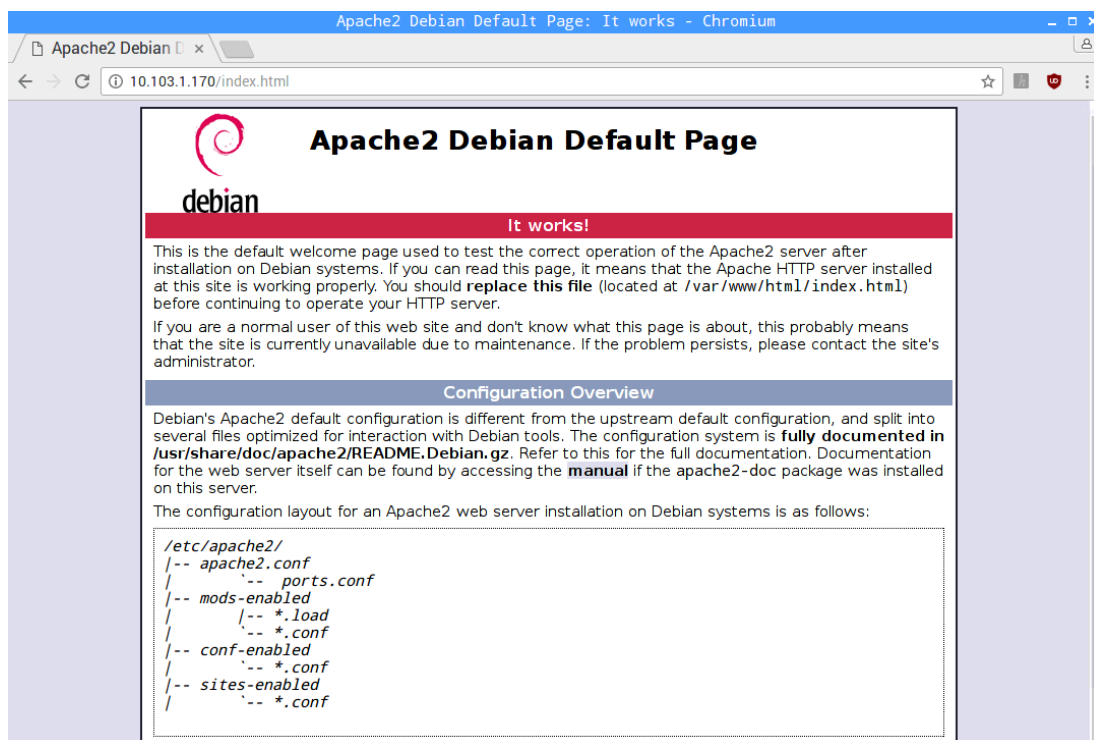 Apache2 Debian Default Page: It works - Chromium
Apache2 Debian D
10.103.1.170/index.html
debian
Apache2 Debian Default Page
It works!
This is the default welcome page used to test the correct operation of the Apache2 server after
installation on Debian systems. If you can read this page, it means that the Apache HTTP server installed
at this site is working properly. You should replace this file (located at /var/www/html/index.html)
before continuing to operate your HTTP server.
If you are a normal user of this web site and don't know what this page is about, this probably means
that the site is currently unavailable due to maintenance. If the problem persists, please contact the site's
administrator.
Configuration Overview
Debian's Apache2 default configuration is different from the upstream default configuration, and split into
several files optimized for interaction with Debian tools. The configuration system is fully documented in
/usr/share/doc/apache2/README.Debian.gz. Refer to this for the full documentation. Documentation
for the web server itself can be found by accessing the manual if the apache2-doc package was installed
on this server.
The configuration layout for an Apache2 web server installation on Debian systems is as follows:
/etc/apache2/
|-- apache2.conf
|       `--  ports.conf
|-- mods-enabled
|       |-- *.load
|       `-- *.conf
|-- conf-enabled
|       `-- *.conf
|-- sites-enabled
|       `-- *.conf